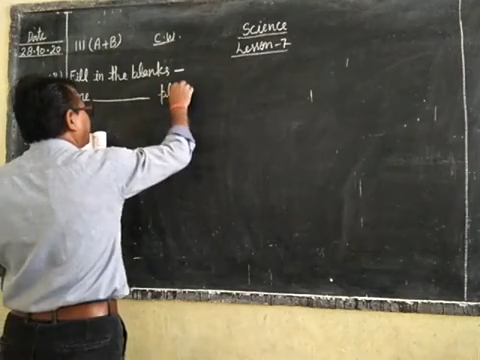 Date
28.10.20
III (A+B)
C.W.
Science
Lesson-7
Fill in the blanks –